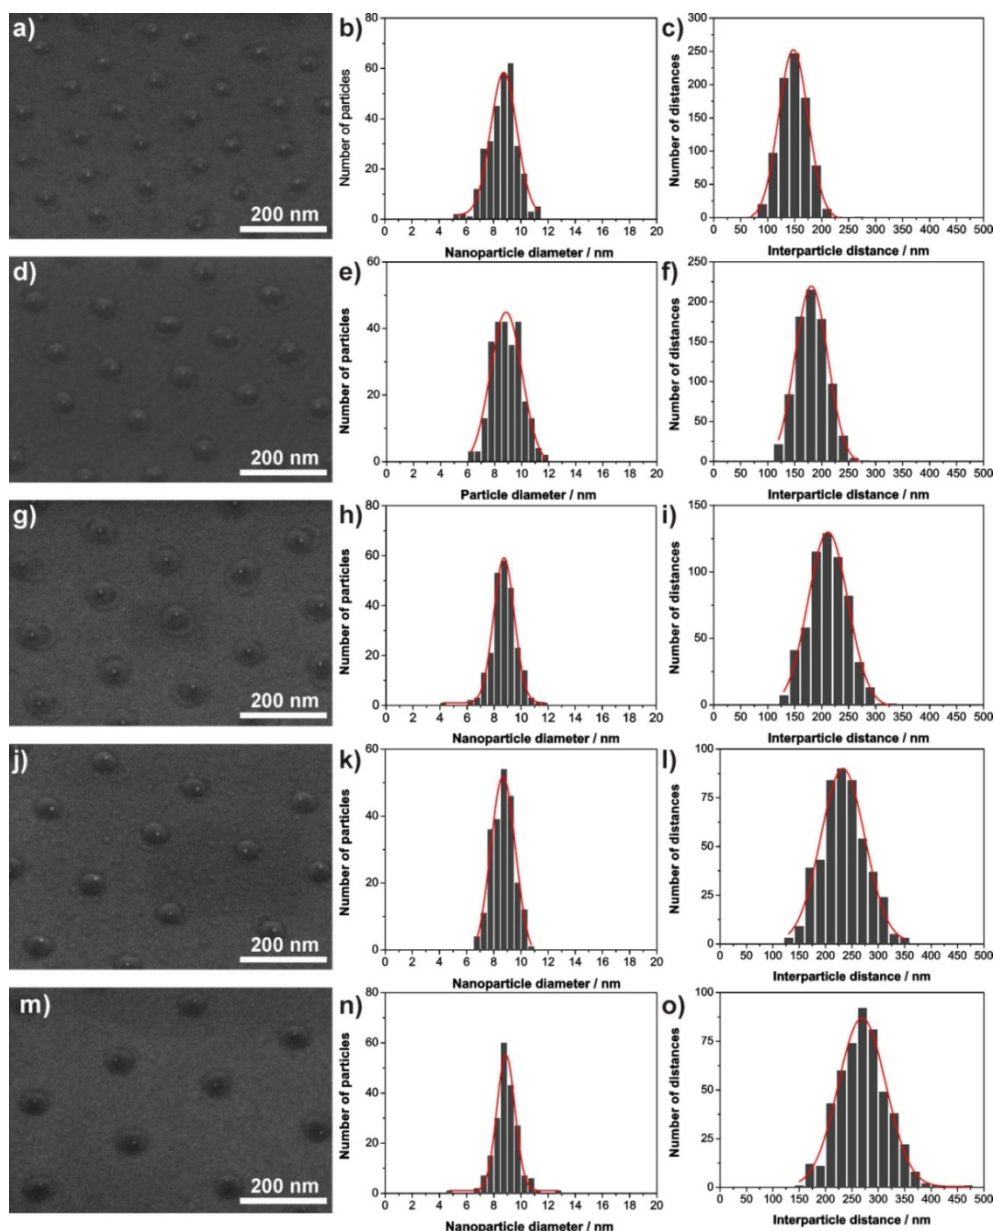 a)
200 nm
b)
Number of particles
80
60
40
20
0
0 2 4 6 8 10 12 14 16 18 20
Nanoparticle diameter / nm
c)
Number of distances
300
250
200
150
100
50
0
0 50 100 150 200 250 300 350 400 450 500
Interparticle distance / nm
d)
200 nm
e)
Number of particles
60
40
20
0
0 2 4 6 8 10 12 14 16 18 20
Particle diameter / nm
f)
Number of distances
250
200
150
100
50
0
0 50 100 150 200 250 300 350 400 450 500
Interparticle distance / nm
g)
200 nm
h)
Number of particles
80
60
40
20
0
0 2 4 6 8 10 12 14 16 18 20
Nanoparticle diameter / nm
i)
Number of distances
150
125
100
75
50
25
0
0 50 100 150 200 250 300 350 400 450 500
Interparticle distance / nm
j)
200 nm
k)
Number of particles
60
40
20
0
0 2 4 6 8 10 12 14 16 18 20
Nanoparticle diameter / nm
l)
Number of distances
100
75
50
25
0
0 50 100 150 200 250 300 350 400 450 500
Interparticle distance / nm
m)
200 nm
n)
Number of particles
80
60
40
20
0
0 2 4 6 8 10 12 14 16 18 20
Nanoparticle diameter / nm
o)
Number of distances
100
75
50
25
0
0 50 100 150 200 250 300 350 400 450 500
Interparticle distance / nm